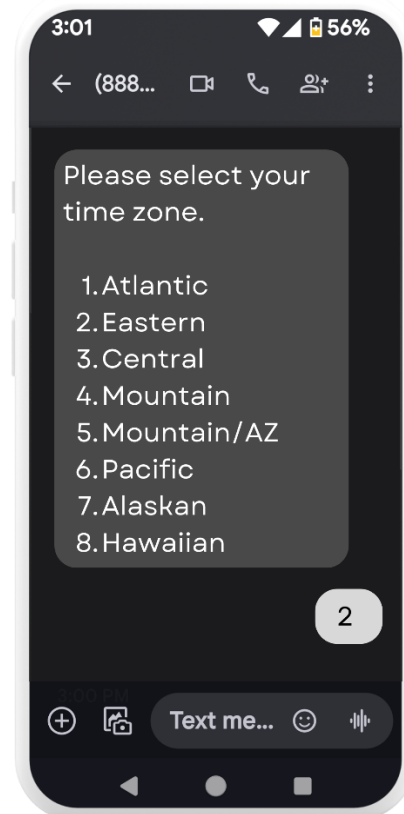 3:01 56%
(888...
Please select your
time zone.
1. Atlantic
2. Eastern
3. Central
4. Mountain
5. Mountain/AZ
6. Pacific
7. Alaskan
8. Hawaiian
2
3:00 PM
Text me...